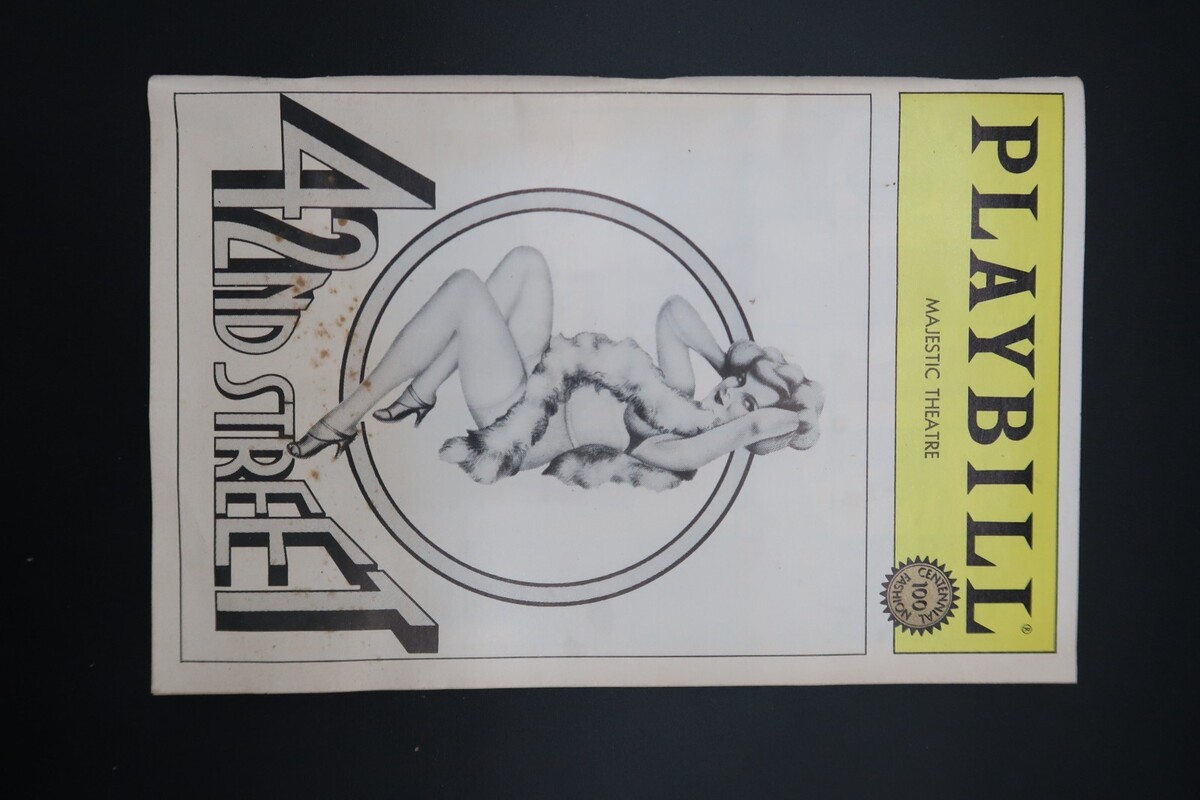 PLAYBILL®
MAJESTIC THEATRE
CENTENNIAL
100
FASHION
42ND STREET